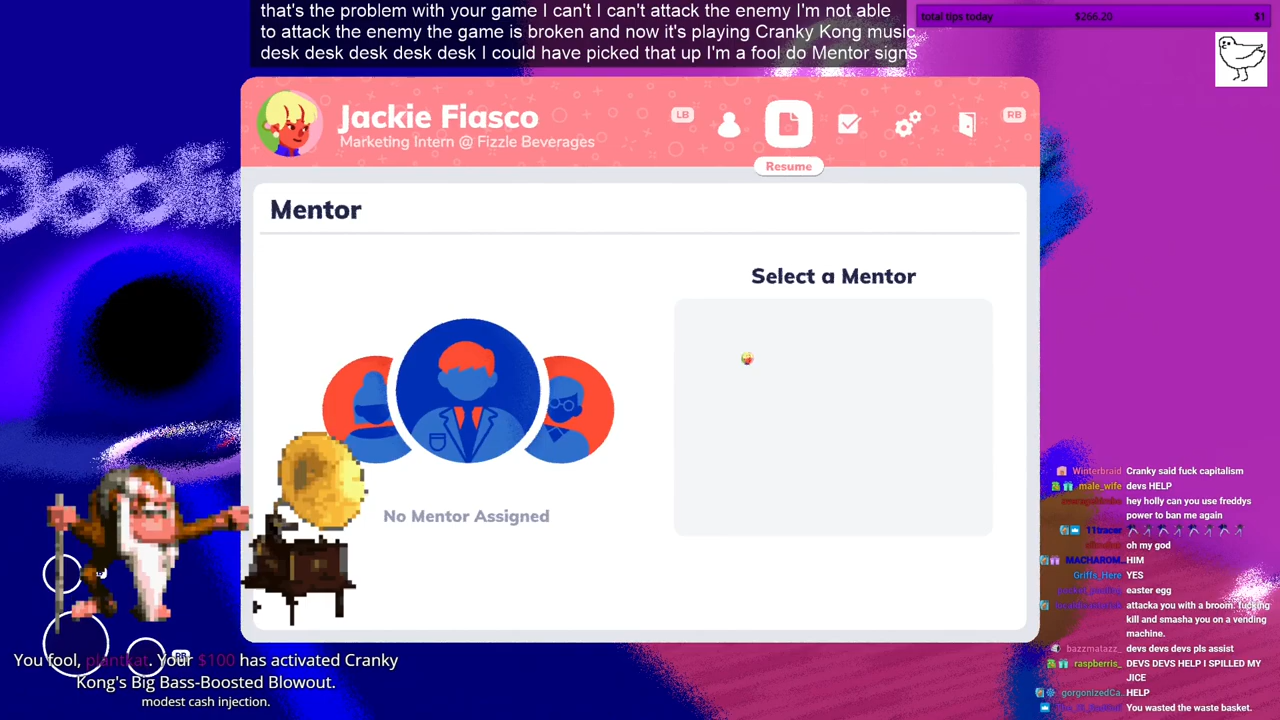 that's the problem with your game I can't I can't attack the enemy I'm not able
to attack the enemy the game is broken and now it's playing Cranky Kong music
desk desk desk desk desk I could have picked that up I'm a fool do Mentor signs
total tips today $266.20 $1
Jackie Fiasco
Marketing Intern @ Fizzle Beverages
LB
RB
Resume
Mentor
Select a Mentor
No Mentor Assigned
You fool, plantkat. Your $100 has activated Cranky
Kong's Big Bass-Boosted Blowout.
modest cash injection.
Winterbraid Cranky said fuck capitalism
male_wife devs HELP
hey holly can you use freddys
power to ban me again
11tracer
oh my god
MACHAROM... HIM
Griffs_Here YES
easter egg
attacka you with a broom. fucking
kill and smasha you on a vending
machine.
bazzmatazz_ devs devs devs pls assist
raspberris_ DEVS DEVS HELP I SPILLED MY
JICE
gorgonizedCa... HELP
You wasted the waste basket.